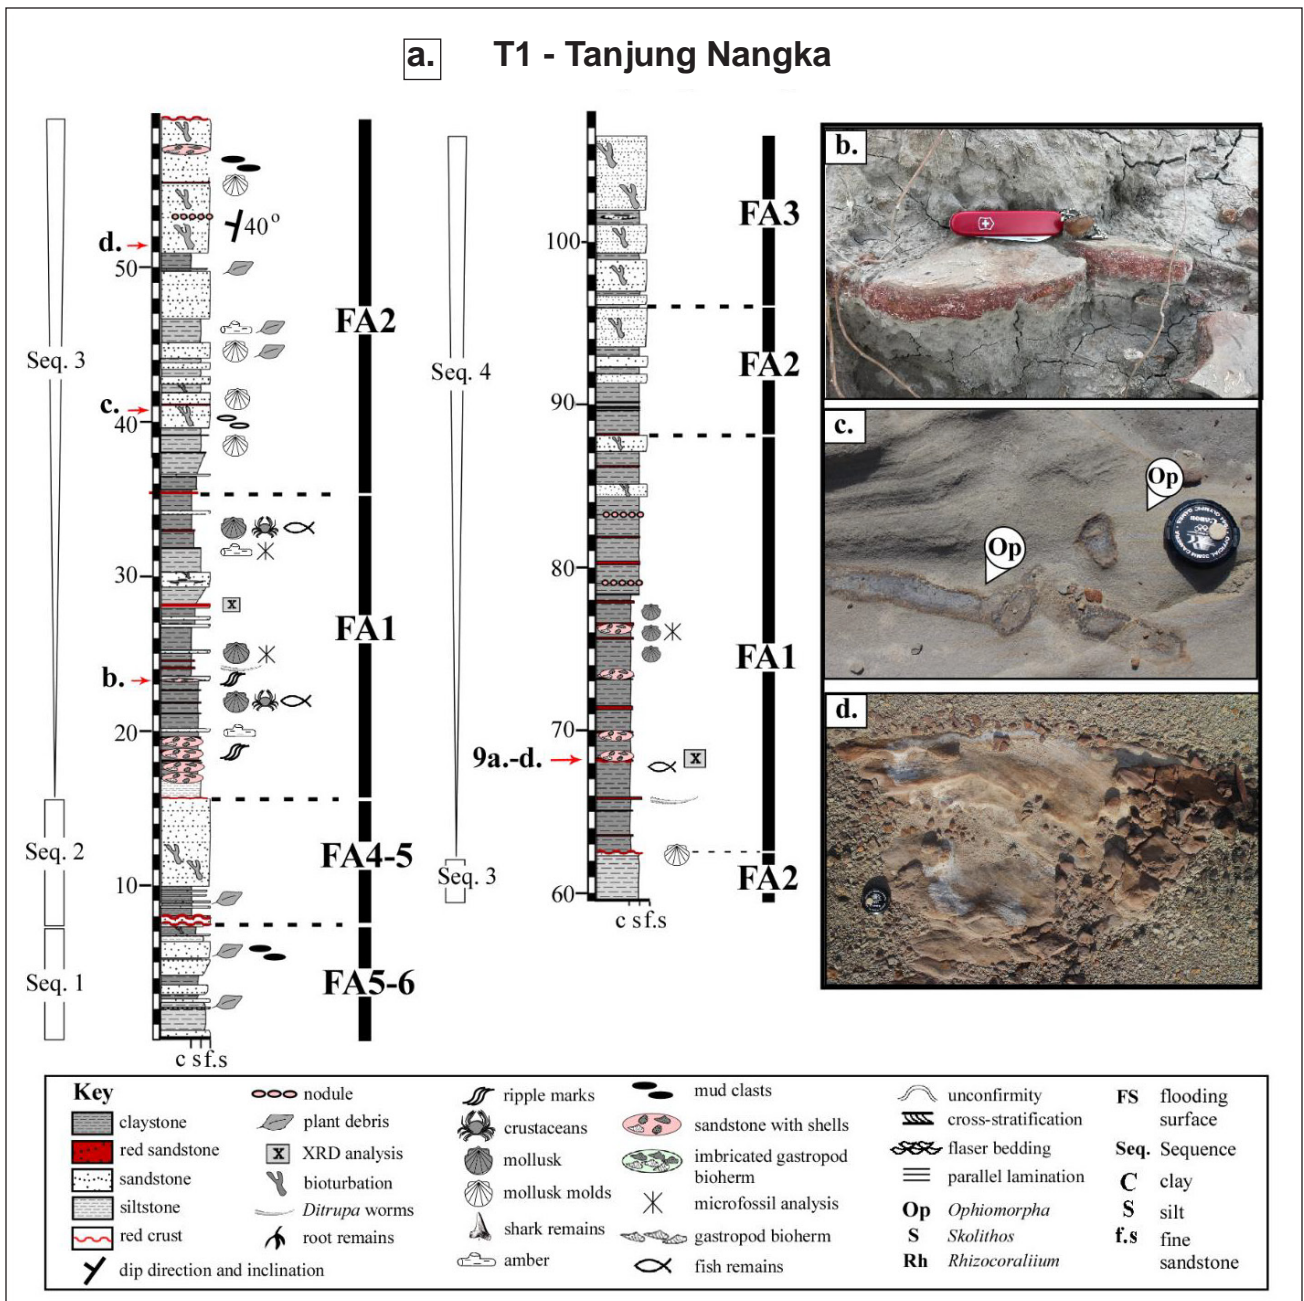 a. T1 - Tanjung Nangka
Seq. 3
Seq. 2
Seq. 1
d.
50
c.
40
30
b.
20
10
40°
x
c s f.s
FA2
FA1
FA4-5
FA5-6
Seq. 4
Seq. 3
100
90
80
70
9a.-d.
60
x
c s f.s
FA3
FA2
FA1
FA2
b.
c.
Op
Op
d.
Key
claystone
red sandstone
sandstone
siltstone
red crust
dip direction and inclination
nodule
plant debris
x XRD analysis
bioturbation
Ditrupa worms
root remains
ripple marks
crustaceans
mollusk
mollusk molds
shark remains
amber
mud clasts
sandstone with shells
imbricated gastropod
bioherm
microfossil analysis
gastropod bioherm
fish remains
unconfirmity
cross-stratification
flaser bedding
parallel lamination
Op Ophiomorpha
S Skolithos
Rh Rhizocoraliium
FS flooding
surface
Seq. Sequence
C clay
S silt
f.s fine
sandstone